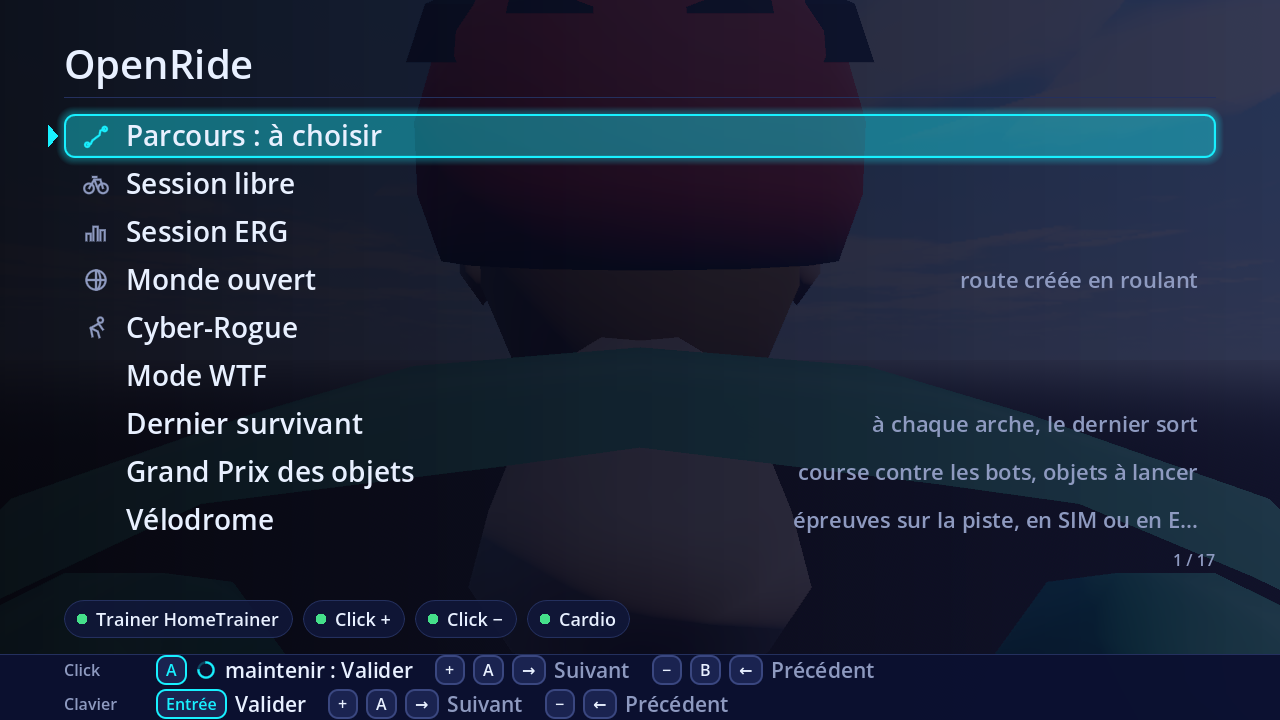 OpenRide
Parcours : à choisir
Session libre
Session ERG
Monde ouvert route créée en roulant
Cyber-Rogue
Mode WTF
Dernier survivant à chaque arche, le dernier sort
Grand Prix des objets course contre les bots, objets à lancer
Vélodrome épreuves sur la piste, en SIM ou en E...
1 / 17
Trainer HomeTrainer Click + Click − Cardio
Click A maintenir : Valider + A → Suivant − B ← Précédent
Clavier Entrée Valider + A → Suivant − ← Précédent